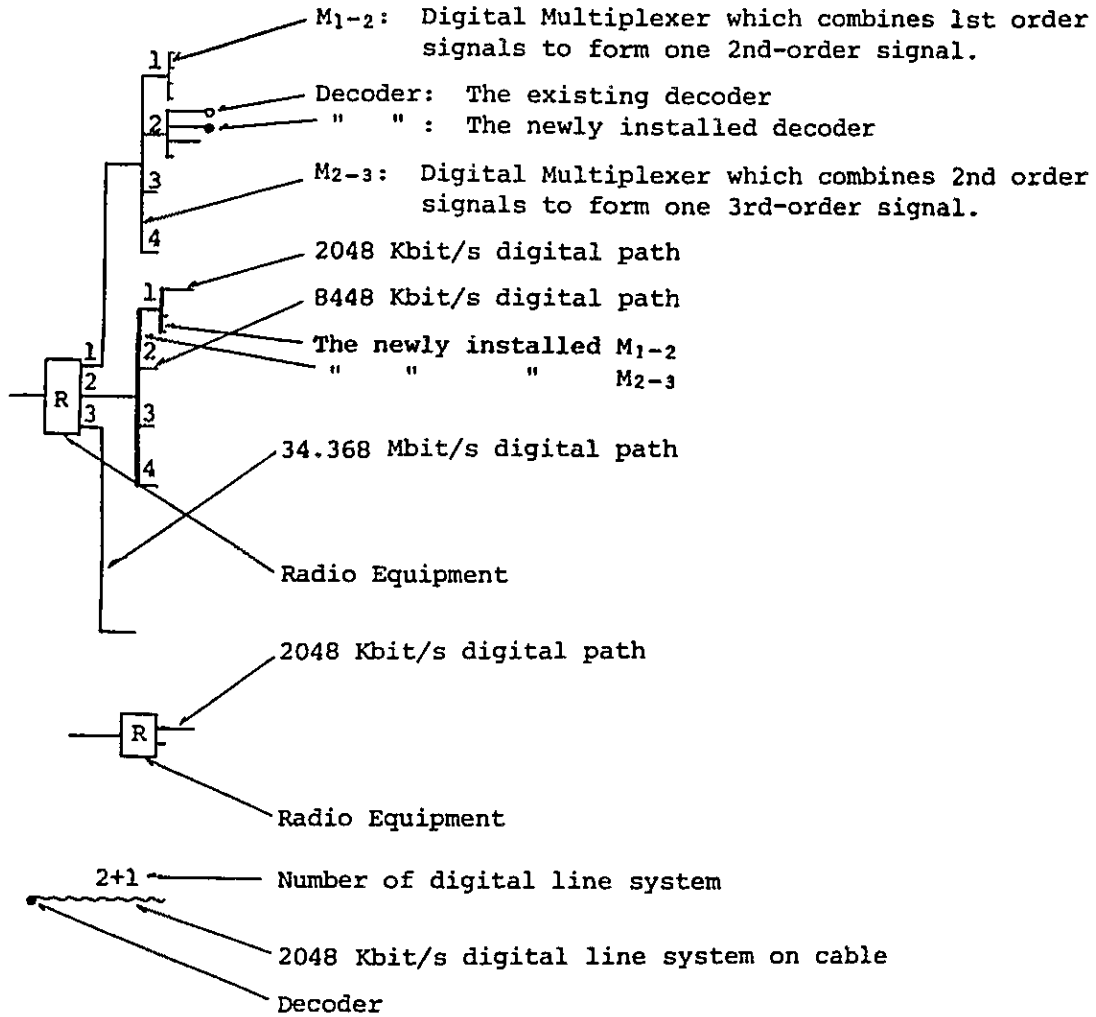 M1-2: Digital Multiplexer which combines 1st order
signals to form one 2nd-order signal.
1
Decoder: The existing decoder
2
" " : The newly installed decoder
3
M2-3: Digital Multiplexer which combines 2nd order
signals to form one 3rd-order signal.
4
2048 Kbit/s digital path
1
8448 Kbit/s digital path
The newly installed M1-2
2
" " " M2-3
1
2
R
3
3
34.368 Mbit/s digital path
4
Radio Equipment
2048 Kbit/s digital path
R
Radio Equipment
2+1
Number of digital line system
2048 Kbit/s digital line system on cable
Decoder